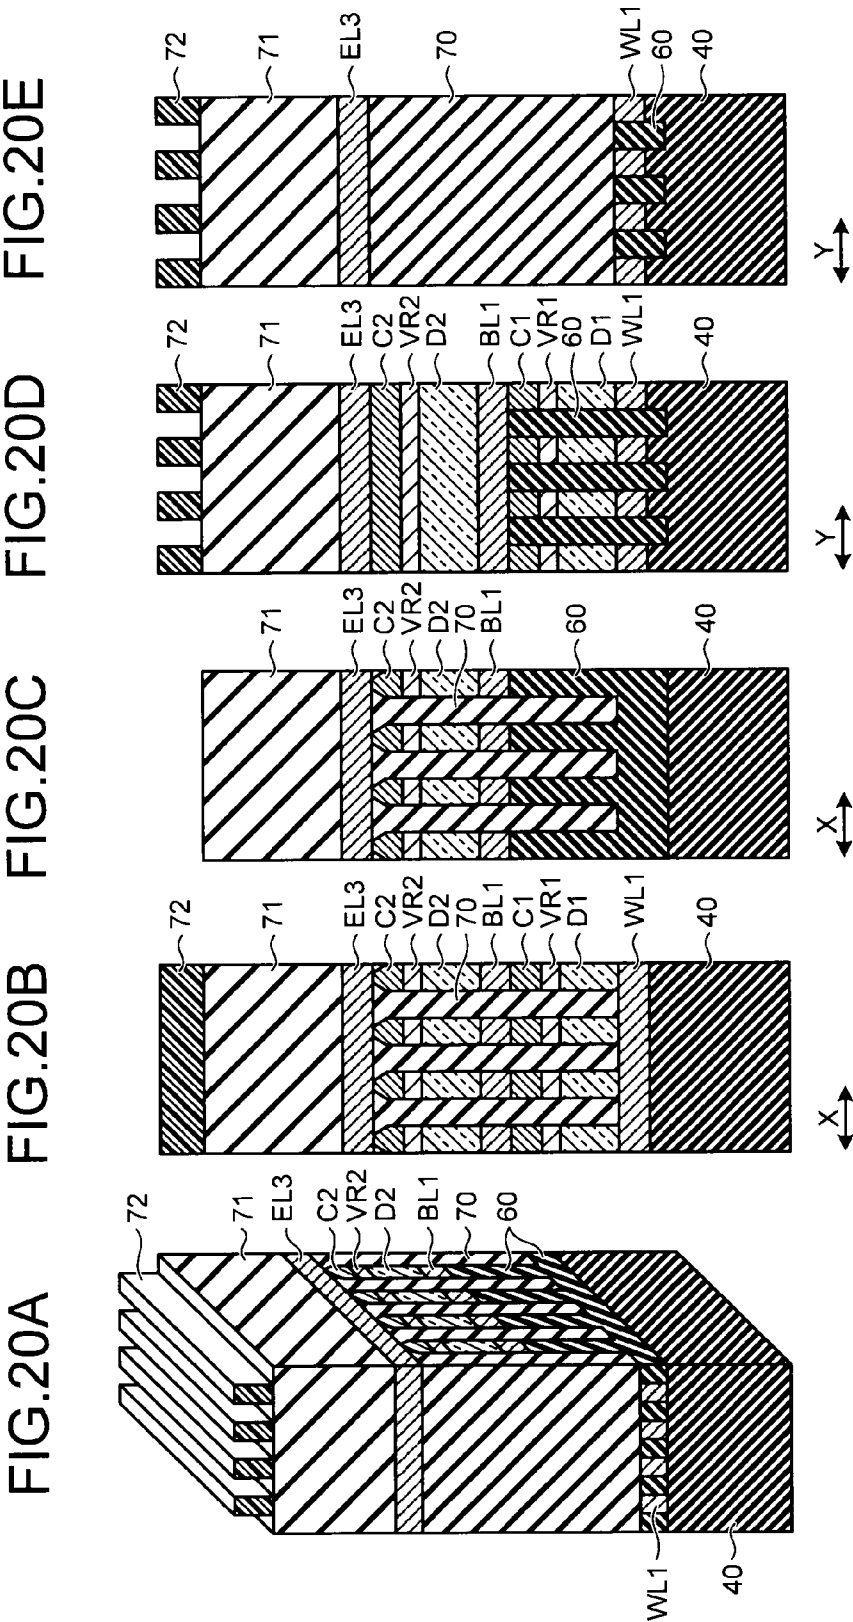 FIG.20A
72
71
EL3
C2
VR2
D2
BL1
70
60
WL1
40
FIG.20B
72
71
EL3
C2
VR2
D2
70
BL1
C1
VR1
D1
WL1
40
X
FIG.20C
71
EL3
C2
VR2
D2
70
BL1
60
40
X
FIG.20D
72
71
EL3
C2
VR2
D2
BL1
C1
VR1
60
D1
WL1
40
Y
FIG.20E
72
71
EL3
70
WL1
60
40
Y